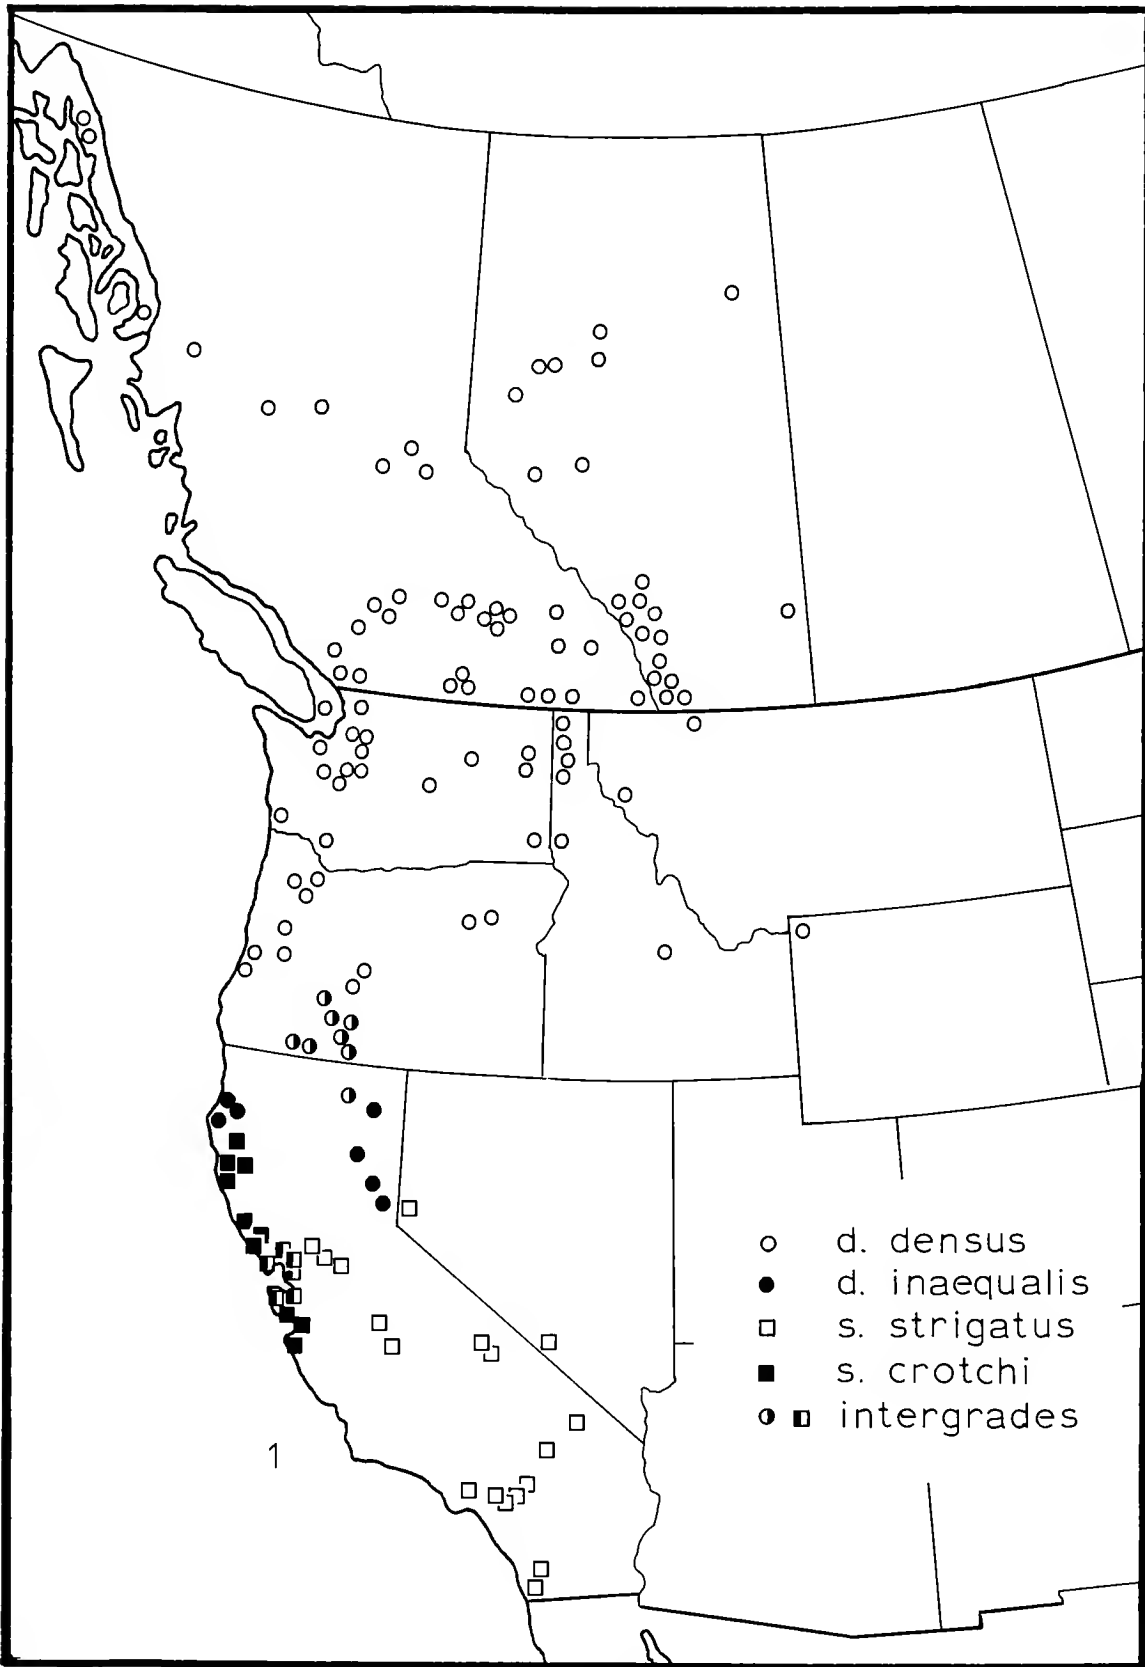 d. densus
d. inaequalis
s. strigatus
s. crotchi
intergrades
1